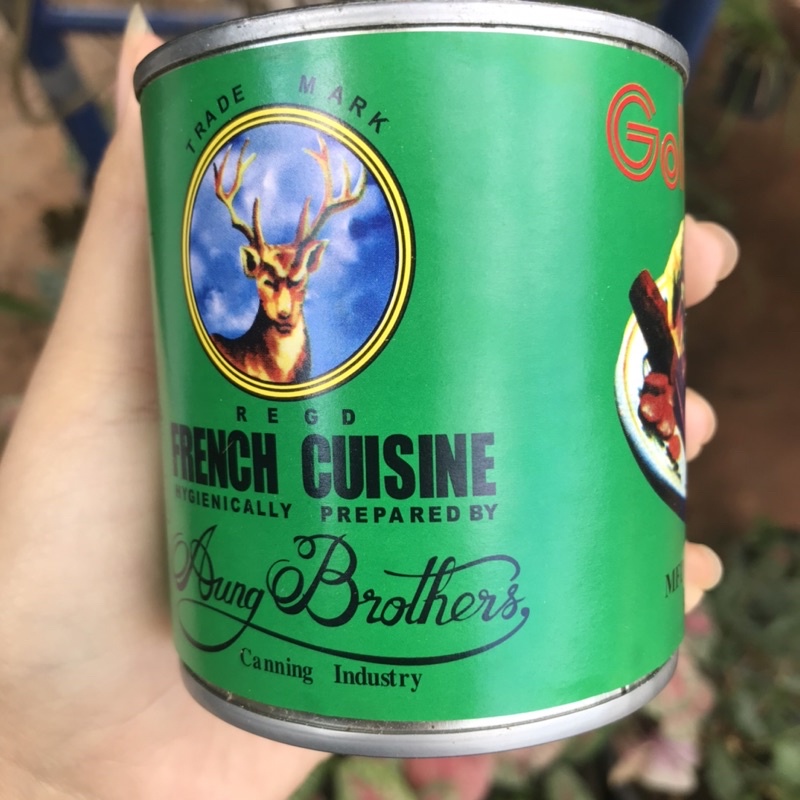 TRADE MARK
REGD
FRENCH CUISINE
HYGIENICALLY PREPARED BY
Aung Brothers
Canning Industry